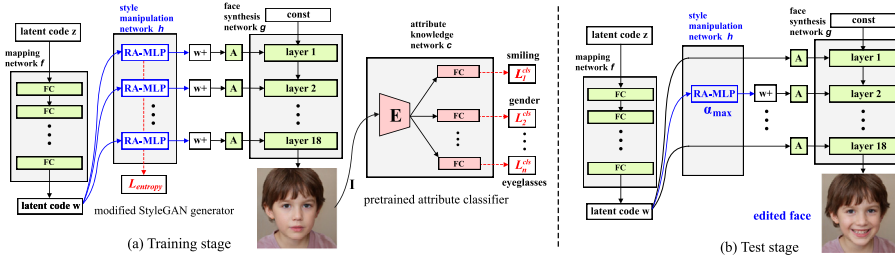 latent code z
mapping
network f
FC
FC
FC
latent code w
style
manipulation
network h
RA-MLP
RA-MLP
RA-MLP
L_entropy
w+
w+
w+
A
A
A
face
synthesis
network g
const
layer 1
layer 2
layer 18
modified StyleGAN generator
(a) Training stage
I
attribute
knowledge
network c
E
FC
FC
FC
smiling
L_1^cls
gender
L_2^cls
L_n^cls
eyeglasses
pretrained attribute classifier
latent code z
mapping
network f
FC
FC
FC
latent code w
style
manipulation
network h
RA-MLP
α_max
w+
A
A
A
face
synthesis
network g
const
layer 1
layer 2
layer 18
edited face
(b) Test stage